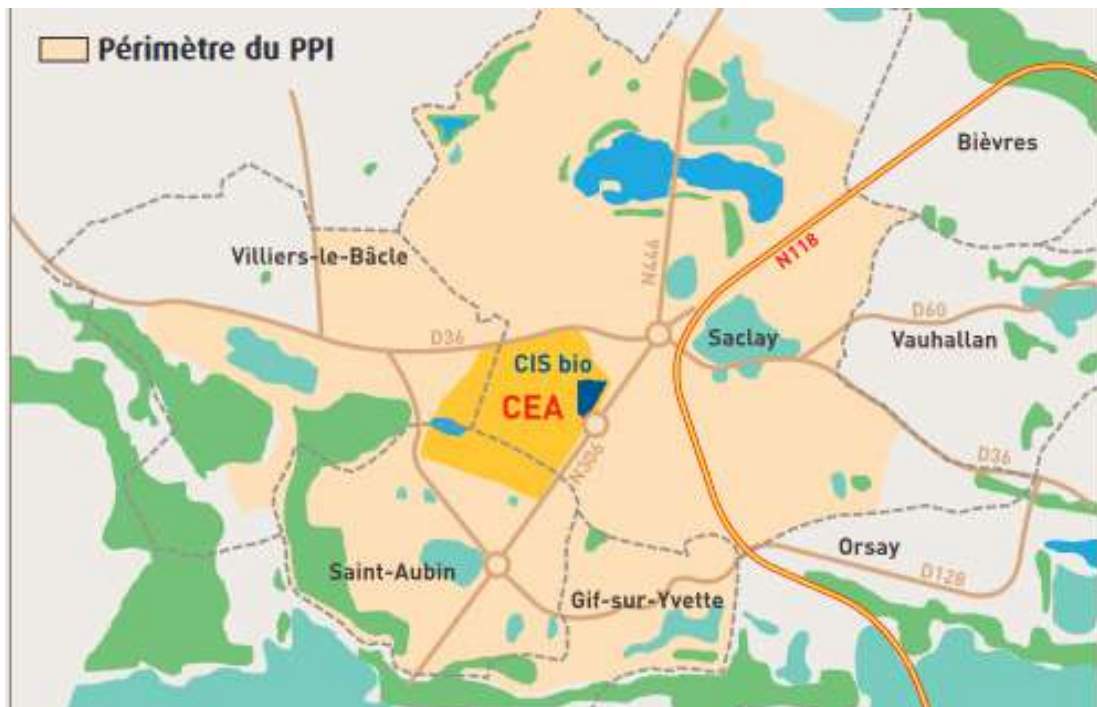 Périmètre du PPI
Bièvres
N118
Villiers-le-Bâcle
N446
D60
D36
Saclay
Vauhallan
CIS bio
CEA
N306
D36
Orsay
Saint-Aubin
D128
Gif-sur-Yvette